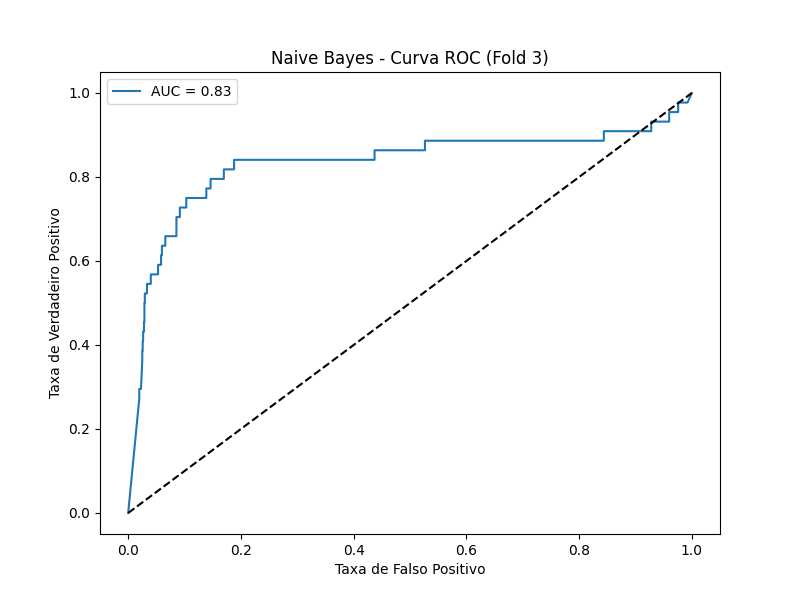 Naive Bayes - Curva ROC (Fold 3)
AUC = 0.83
1.0
0.8
0.6
0.4
0.2
0.0
Taxa de Verdadeiro Positivo
0.0 0.2 0.4 0.6 0.8 1.0
Taxa de Falso Positivo